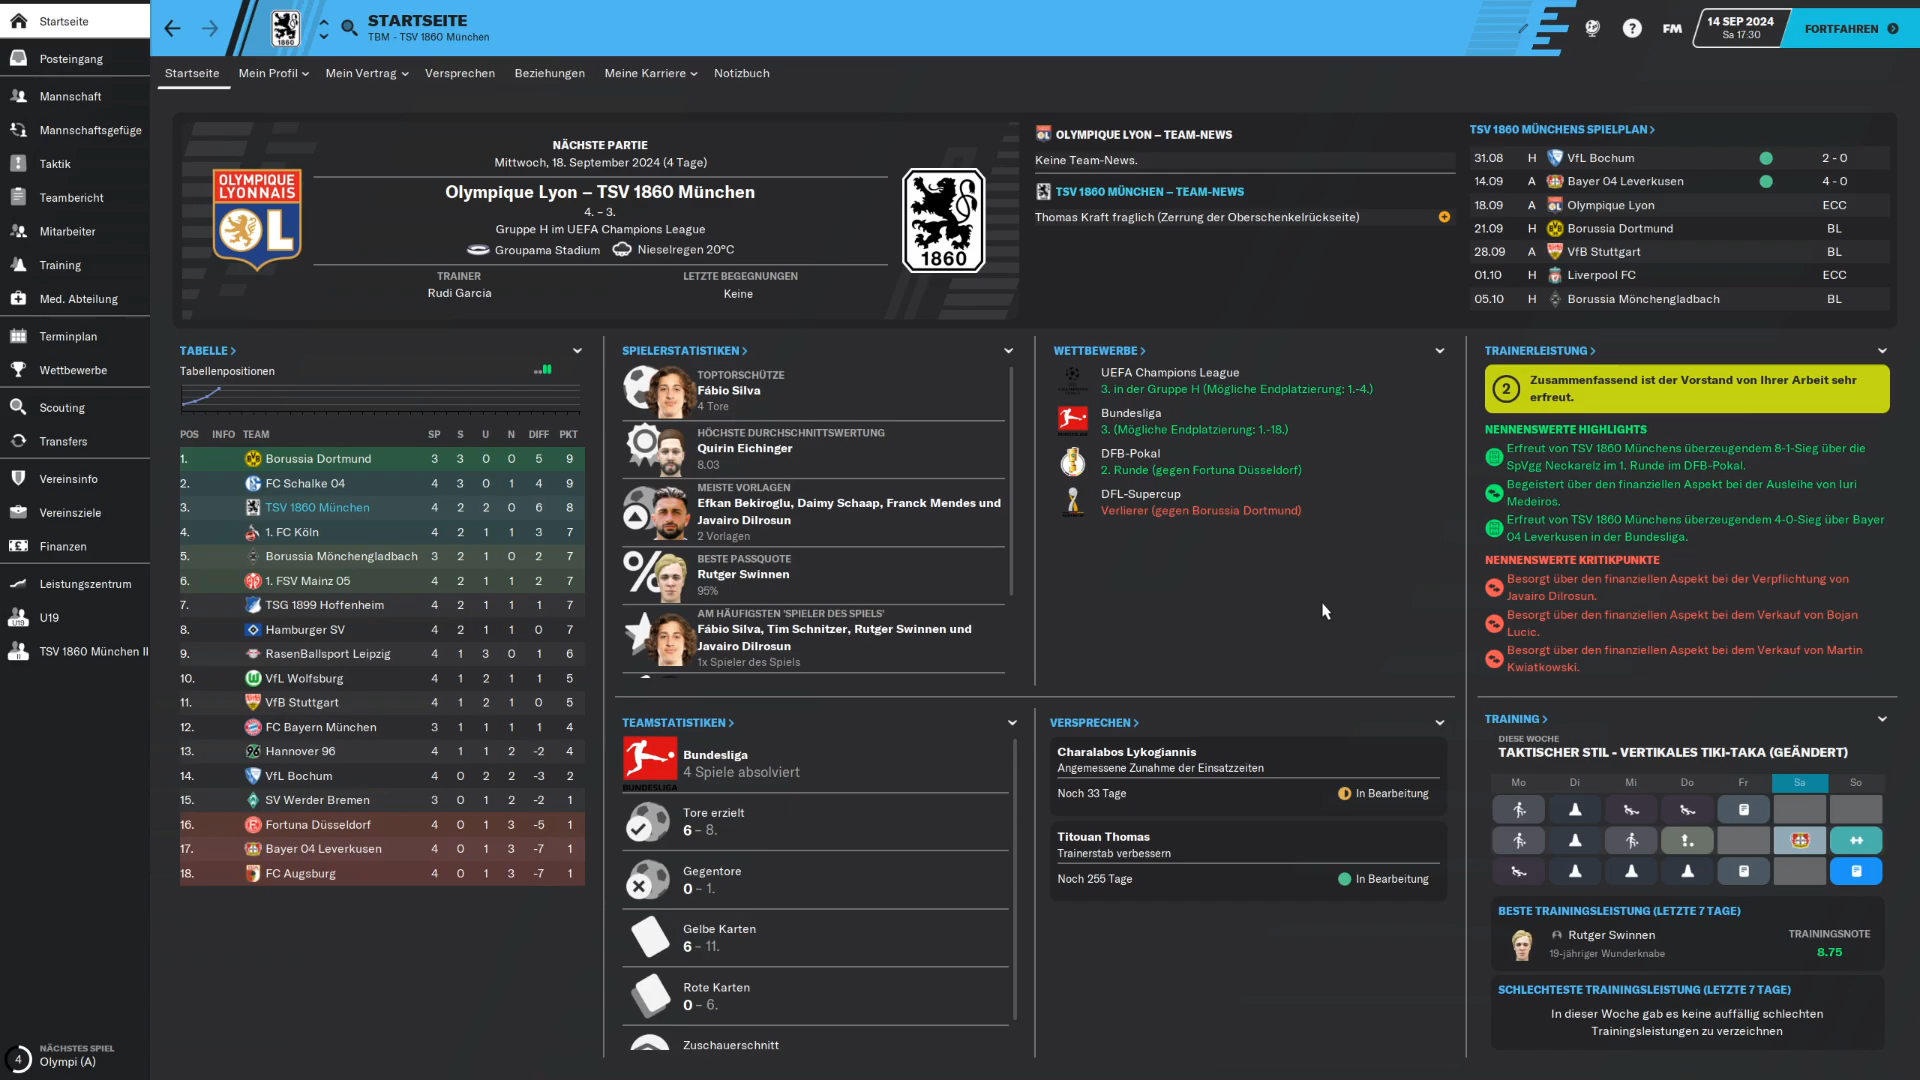 Startseite
Posteingang
Mannschaft
Mannschaftsgefüge
Taktik
Teambericht
Mitarbeiter
Training
Med. Abteilung
Terminplan
Wettbewerbe
Scouting
Transfers
Vereinsinfo
Vereinsziele
Finanzen
Leistungszentrum
U19
TSV 1860 München II
4 NÄCHSTES SPIEL
Olympi (A)
STARTSEITE
TBM - TSV 1860 München
FM
14 SEP 2024
Sa 17:30
FORTFAHREN
Startseite Mein Profil Mein Vertrag Versprechen Beziehungen Meine Karriere Notizbuch
OLYMPIQUE
LYONNAIS
OL
NÄCHSTE PARTIE
Mittwoch, 18. September 2024 (4 Tage)
Olympique Lyon – TSV 1860 München
4. – 3.
Gruppe H im UEFA Champions League
Groupama Stadium Nieselregen 20°C
TRAINER
Rudi Garcia
LETZTE BEGEGNUNGEN
Keine
1860
OLYMPIQUE LYON – TEAM-NEWS
Keine Team-News.
TSV 1860 MÜNCHEN – TEAM-NEWS
Thomas Kraft fraglich (Zerrung der Oberschenkelrückseite)
TSV 1860 MÜNCHENS SPIELPLAN
31.08 H VfL Bochum 2 - 0
14.09 A Bayer 04 Leverkusen 4 - 0
18.09 A Olympique Lyon ECC
21.09 H Borussia Dortmund BL
28.09 A VfB Stuttgart BL
01.10 H Liverpool FC ECC
05.10 H Borussia Mönchengladbach BL
TABELLE
Tabellenpositionen
POS INFO TEAM SP S U N DIFF PKT
1. Borussia Dortmund 3 3 0 0 5 9
2. FC Schalke 04 4 3 0 1 4 9
3. TSV 1860 München 4 2 2 0 6 8
4. 1. FC Köln 4 2 1 1 3 7
5. Borussia Mönchengladbach 3 2 1 0 2 7
6. 1. FSV Mainz 05 4 2 1 1 2 7
7. TSG 1899 Hoffenheim 4 2 1 1 1 7
8. Hamburger SV 4 2 1 1 0 7
9. RasenBallsport Leipzig 4 1 3 0 1 6
10. VfL Wolfsburg 4 1 2 1 1 5
11. VfB Stuttgart 4 1 2 1 0 5
12. FC Bayern München 3 1 1 1 1 4
13. Hannover 96 4 1 1 2 -2 4
14. VfL Bochum 4 0 2 2 -3 2
15. SV Werder Bremen 3 0 1 2 -2 1
16. Fortuna Düsseldorf 4 0 1 3 -5 1
17. Bayer 04 Leverkusen 4 0 1 3 -7 1
18. FC Augsburg 4 0 1 3 -7 1
SPIELERSTATISTIKEN
TOPTORSCHÜTZE
Fábio Silva
4 Tore
HÖCHSTE DURCHSCHNITTSWERTUNG
Quirin Eichinger
8.03
MEISTE VORLAGEN
Efkan Bekiroglu, Daimy Schaap, Franck Mendes und
Javairo Dilrosun
2 Vorlagen
BESTE PASSQUOTE
Rutger Swinnen
95%
AM HÄUFIGSTEN 'SPIELER DES SPIELS'
Fábio Silva, Tim Schnitzer, Rutger Swinnen und
Javairo Dilrosun
1x Spieler des Spiels
TEAMSTATISTIKEN
Bundesliga
4 Spiele absolviert
BUNDESLIGA
Tore erzielt
6 – 8.
Gegentore
0 – 1.
Gelbe Karten
6 – 11.
Rote Karten
0 – 6.
Zuschauerschnitt
WETTBEWERBE
UEFA Champions League
3. in der Gruppe H (Mögliche Endplatzierung: 1.-4.)
Bundesliga
3. (Mögliche Endplatzierung: 1.-18.)
DFB-Pokal
2. Runde (gegen Fortuna Düsseldorf)
DFL-Supercup
Verlierer (gegen Borussia Dortmund)
VERSPRECHEN
Charalabos Lykogiannis
Angemessene Zunahme der Einsatzzeiten
Noch 33 Tage In Bearbeitung
Titouan Thomas
Trainerstab verbessern
Noch 255 Tage In Bearbeitung
TRAINERLEISTUNG
2 Zusammenfassend ist der Vorstand von Ihrer Arbeit sehr
erfreut.
NENNENSWERTE HIGHLIGHTS
Erfreut von TSV 1860 Münchens überzeugendem 8-1-Sieg über die
SpVgg Neckarelz im 1. Runde im DFB-Pokal.
Begeistert über den finanziellen Aspekt bei der Ausleihe von Iuri
Medeiros.
Erfreut von TSV 1860 Münchens überzeugendem 4-0-Sieg über Bayer
04 Leverkusen in der Bundesliga.
NENNENSWERTE KRITIKPUNKTE
Besorgt über den finanziellen Aspekt bei der Verpflichtung von
Javairo Dilrosun.
Besorgt über den finanziellen Aspekt bei dem Verkauf von Bojan
Lucic.
Besorgt über den finanziellen Aspekt bei dem Verkauf von Martin
Kwiatkowski.
TRAINING
DIESE WOCHE
TAKTISCHER STIL - VERTIKALES TIKI-TAKA (GEÄNDERT)
Mo Di Mi Do Fr Sa So
BESTE TRAININGSLEISTUNG (LETZTE 7 TAGE)
Rutger Swinnen
19-jähriger Wunderknabe
TRAININGSNOTE
8.75
SCHLECHTESTE TRAININGSLEISTUNG (LETZTE 7 TAGE)
In dieser Woche gab es keine auffällig schlechten
Trainingsleistungen zu verzeichnen